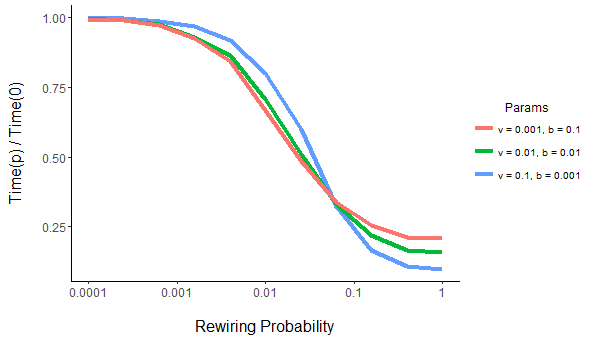 Time(p) / Time(0)
1.00
0.75
0.50
0.25
0.0001
0.001
0.01
0.1
1
Rewiring Probability
Params
v = 0.001, b = 0.1
v = 0.01, b = 0.01
v = 0.1, b = 0.001